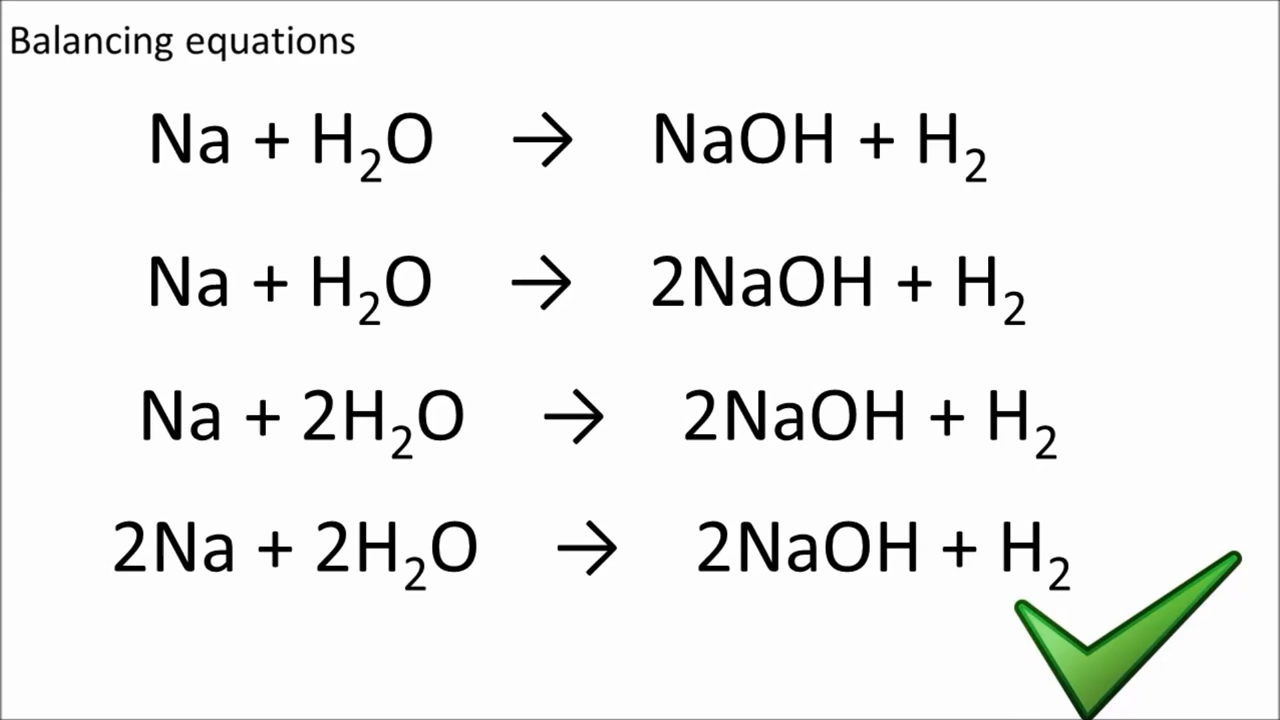 Balancing equations
Na + H₂O → NaOH + H₂
Na + H₂O → 2NaOH + H₂
Na + 2H₂O → 2NaOH + H₂
2Na + 2H₂O → 2NaOH + H₂